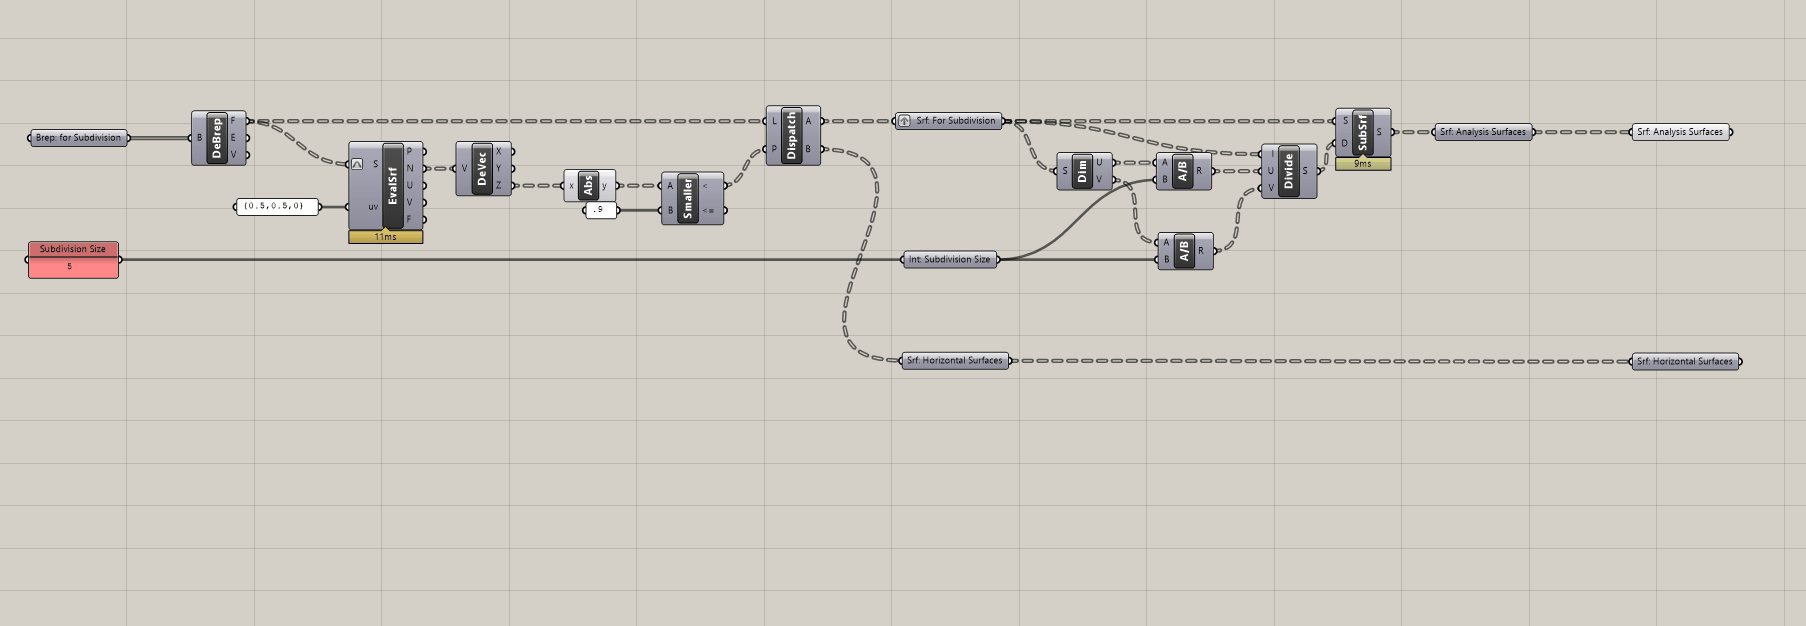 Brep: for Subdivision
B
DeBrep
F
E
V
{0.5,0.5,0}
S
uv
EvalSrf
P
N
U
V
F
11ms
V
DeVec
X
Y
Z
x
Abs
y
.9
A
B
Smaller
<
<=
L
P
Dispatch
A
B
Subdivision Size
5
Srf: For Subdivision
Int: Subdivision Size
Srf: Horizontal Surfaces
S
Dim
U
V
A
B
A/B
R
A
B
A/B
R
I
U
V
Divide
S
S
D
SubSrf
S
9ms
Srf: Analysis Surfaces
Srf: Analysis Surfaces
Srf: Horizontal Surfaces